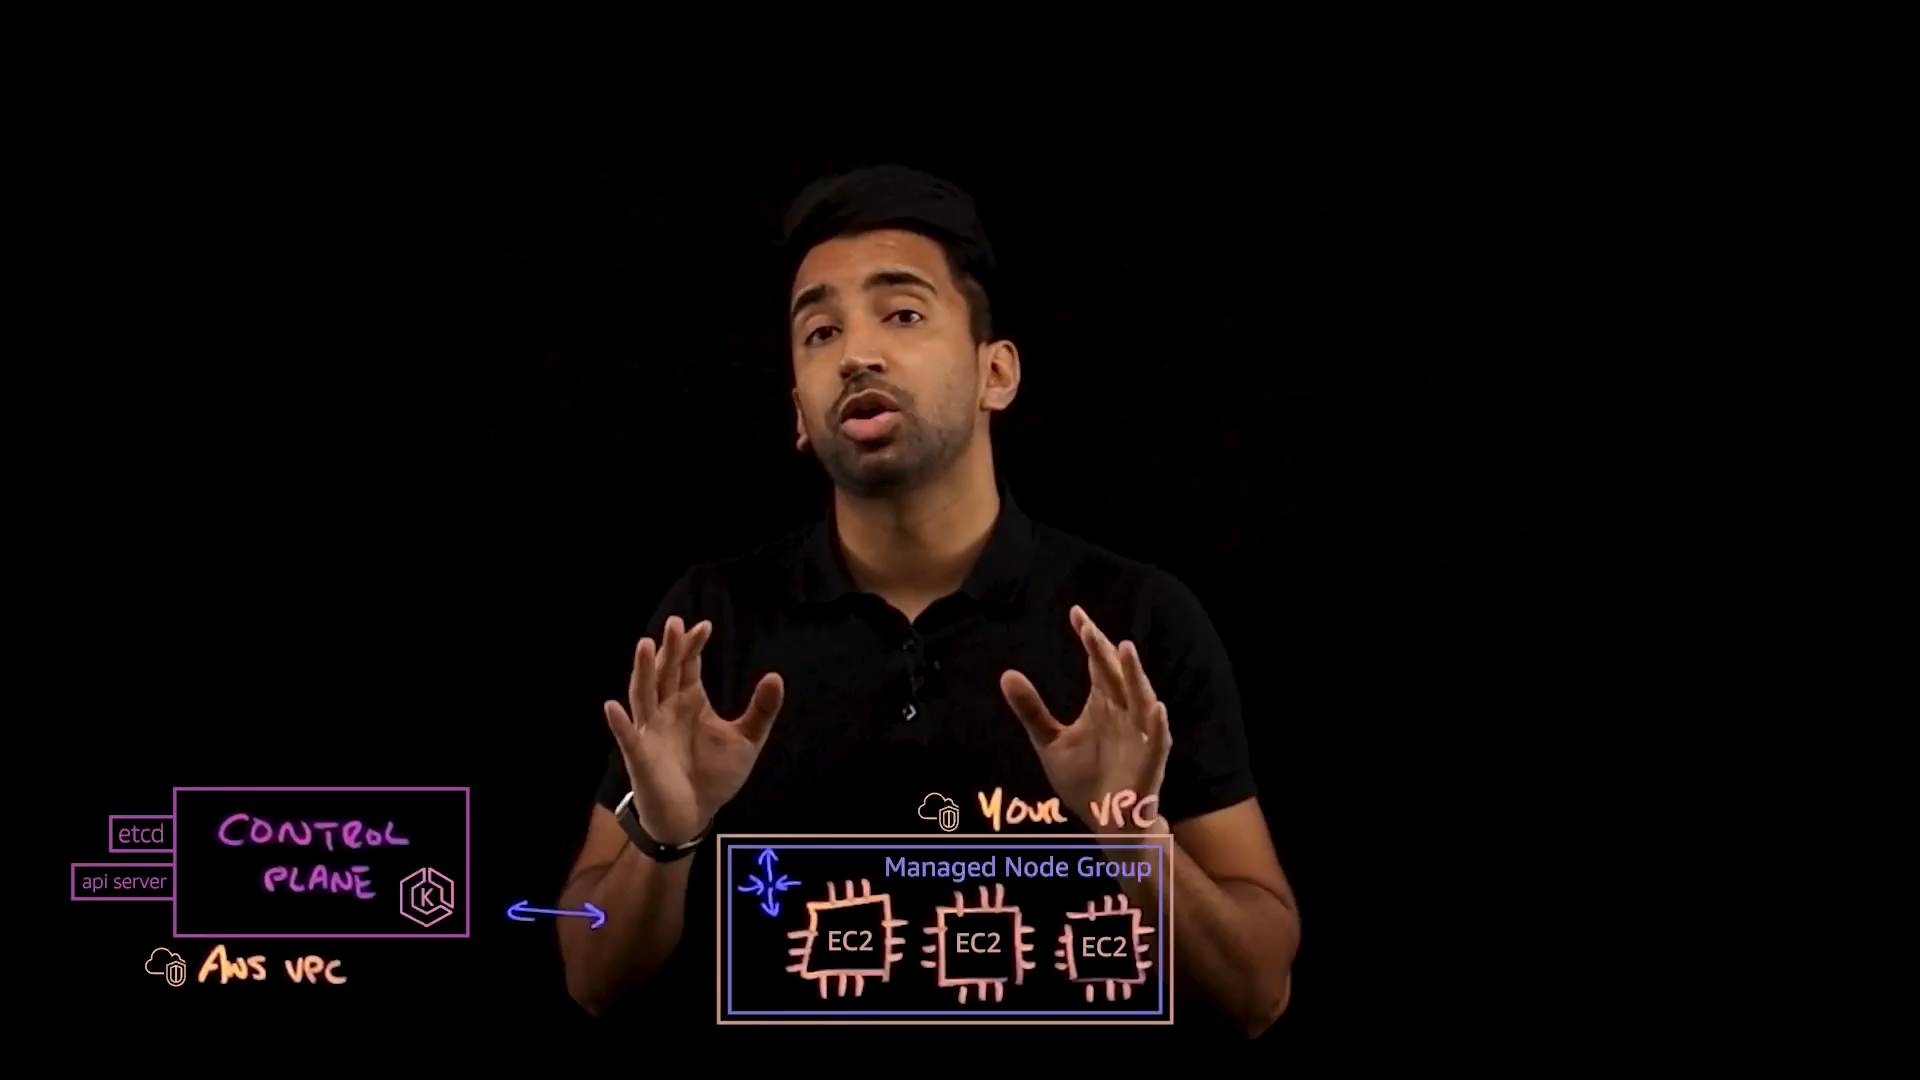 etcd
api server
CONTROL
PLANE
K
AWS VPC
YOUR VPC
Managed Node Group
EC2
EC2
EC2